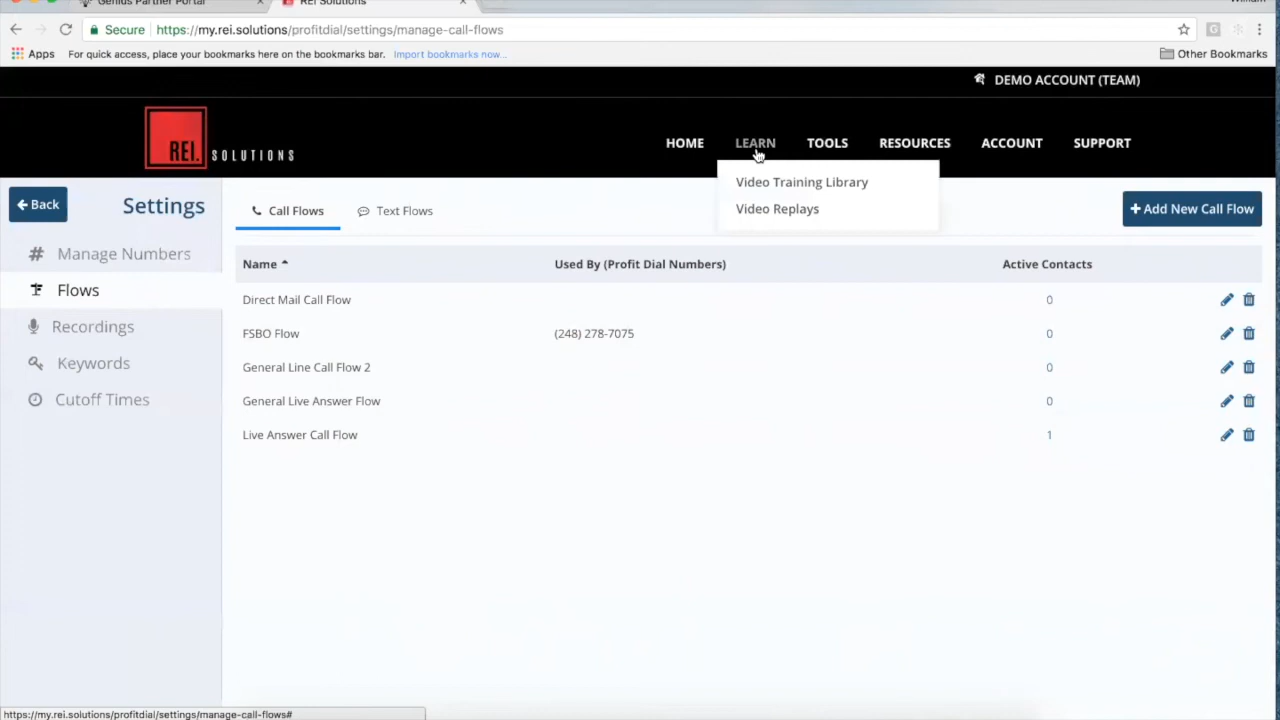 Genius Partner Portal
REI Solutions
William
Secure https://my.rei.solutions/profitdial/settings/manage-call-flows
Apps For quick access, place your bookmarks here on the bookmarks bar. Import bookmarks now...
Other Bookmarks
DEMO ACCOUNT (TEAM)
REI. SOLUTIONS
HOME LEARN TOOLS RESOURCES ACCOUNT SUPPORT
Video Training Library
Video Replays
Back
Settings
Manage Numbers
Flows
Recordings
Keywords
Cutoff Times
Call Flows Text Flows
+ Add New Call Flow
Name Used By (Profit Dial Numbers) Active Contacts
Direct Mail Call Flow 0
FSBO Flow (248) 278-7075 0
General Line Call Flow 2 0
General Live Answer Flow 0
Live Answer Call Flow 1
https://my.rei.solutions/profitdial/settings/manage-call-flows#